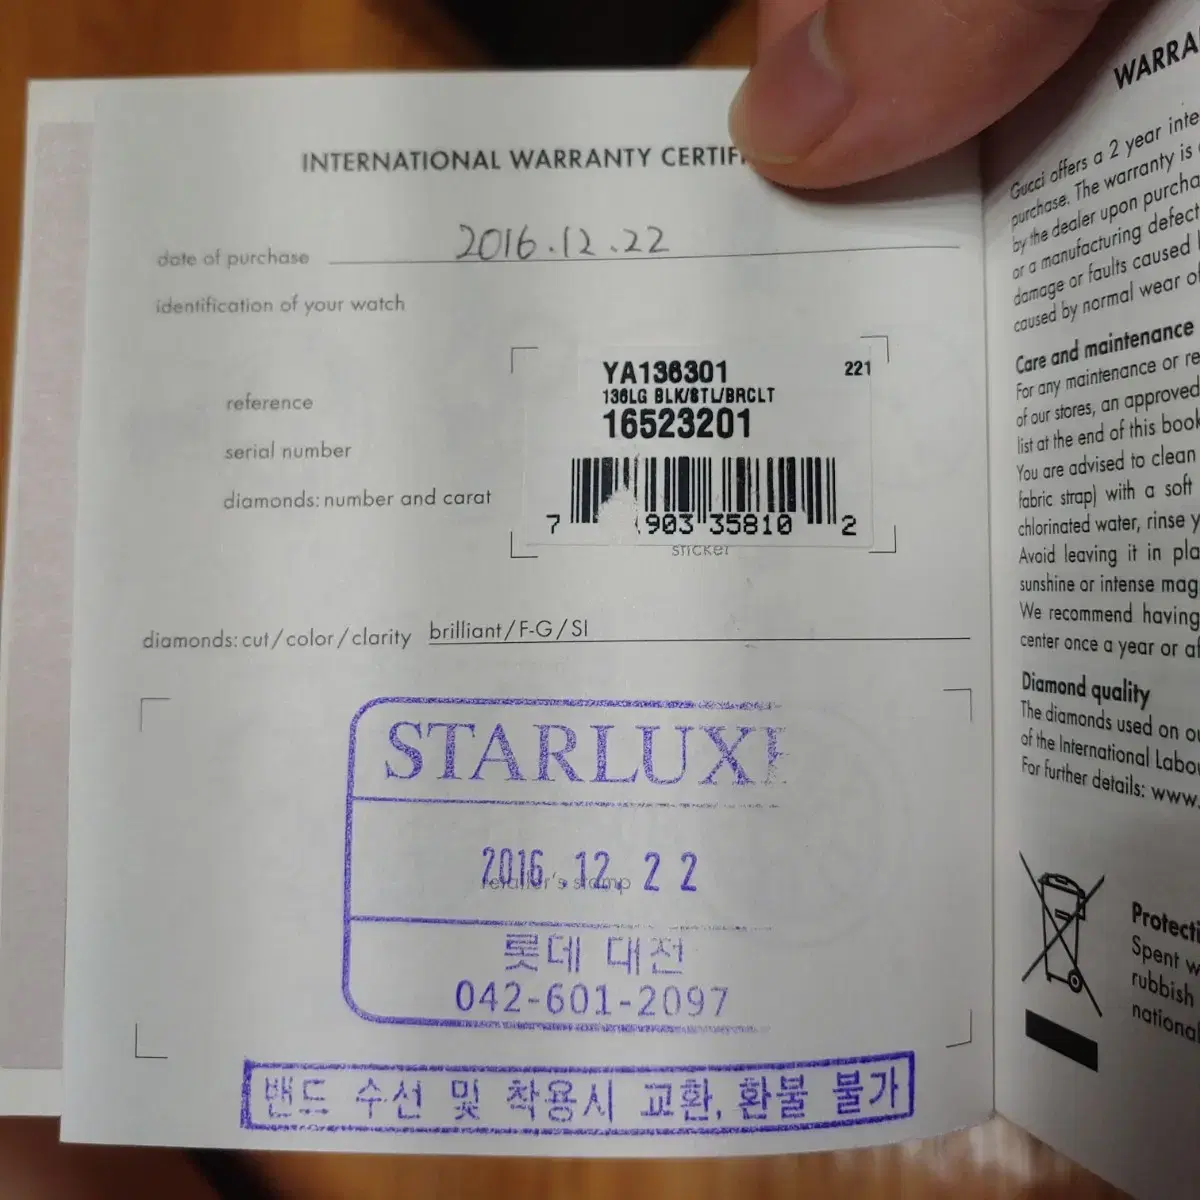 INTERNATIONAL WARRANTY
date of purchase 2016.12.22
identification of your watch
YA136301 221
136LG BLK/STL/BRCLT
reference
16523201
serial number
diamonds: number and carat
7 903 35810 2
sticker
diamonds: cut/color/clarity brilliant/F-G/SI
STARLUXE
2016.12.22
retailer's stamp
롯데 대전
042-601-2097
밴드 수선 및 착용시 교환, 환불 불가
WARRA
Gucci offers a 2 year inte
purchase. The warranty is
by the dealer upon purcha
or a manufacturing defect
damage or faults caused
caused by normal wear of
Care and maintenance
For any maintenance or re
of our stores, an approved
list at the end of this book
You are advised to clean
fabric strap) with a soft
chlorinated water, rinse y
Avoid leaving it in pla
sunshine or intense mag
We recommend having
center once a year or af
Diamond quality
The diamonds used on ou
of the International Labo
For further details: www.
Protecti
Spent w
rubbish
national